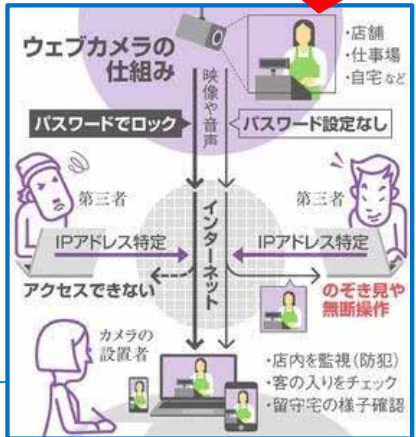 ウェブカメラの
仕組み
・店舗
・仕事場
・自宅など
映像や音声
パスワードでロック
パスワード設定なし
第三者
第三者
IPアドレス特定
インターネット
IPアドレス特定
アクセスできない
のぞき見や
無断操作
カメラの
設置者
・店内を監視(防犯)
・客の入りをチェック
・留守宅の様子確認